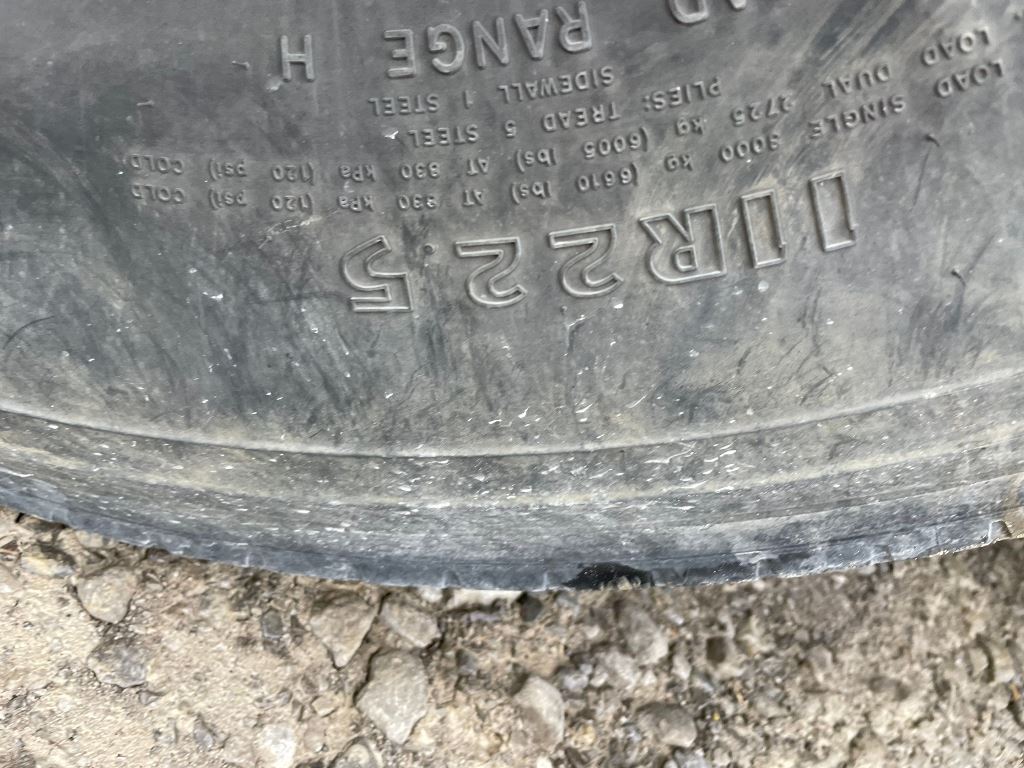 11R22.5
LOAD SINGLE 3000 kg (6610 lbs) AT 830 kPa (120 psi) COLD
LOAD DUAL 2725 kg (6005 lbs) AT 830 kPa (120 psi) COLD
PLIES: TREAD 5 STEEL
SIDEWALL 1 STEEL
RANGE H